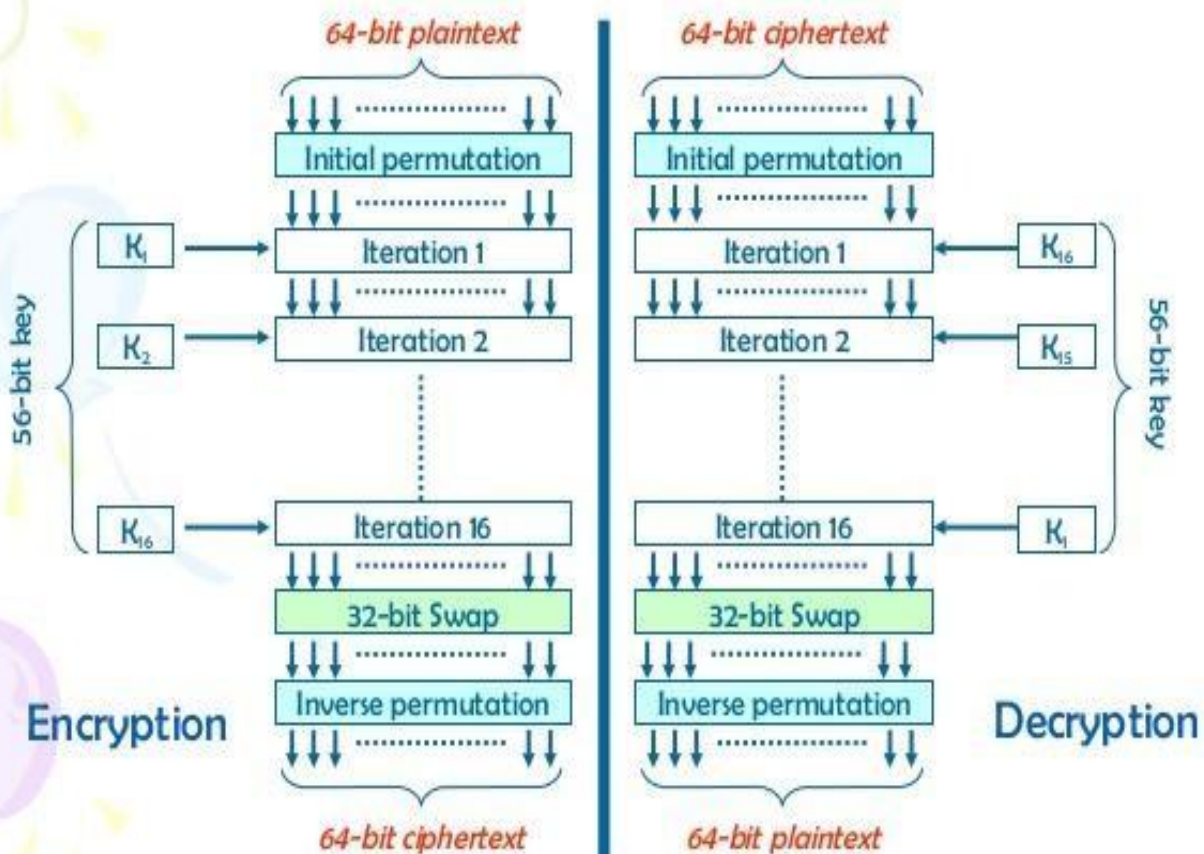 64-bit plaintext
Initial permutation
56-bit key
K₁
Iteration 1
K₂
Iteration 2
K₁₆
Iteration 16
32-bit Swap
Inverse permutation
Encryption
64-bit ciphertext
64-bit ciphertext
Initial permutation
Iteration 1
K₁₆
Iteration 2
K₁₅
56-bit key
Iteration 16
K₁
32-bit Swap
Inverse permutation
Decryption
64-bit plaintext